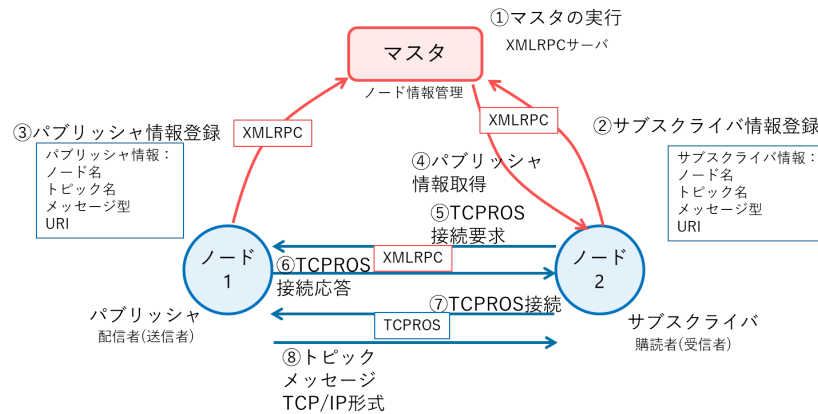 ①マスタの実行
XMLRPCサーバ
マスタ
ノード情報管理
③パブリッシャ情報登録
XMLRPC
XMLRPC
②サブスクライバ情報登録
パブリッシャ情報：
ノード名
トピック名
メッセージ型
URI
④パブリッシャ
情報取得
サブスクライバ情報：
ノード名
トピック名
メッセージ型
URI
⑤TCPROS
接続要求
ノード
1
XMLRPC
⑥TCPROS
接続応答
ノード
2
⑦TCPROS接続
パブリッシャ
配信者(送信者)
TCPROS
サブスクライバ
購読者(受信者)
⑧トピック
メッセージ
TCP/IP形式